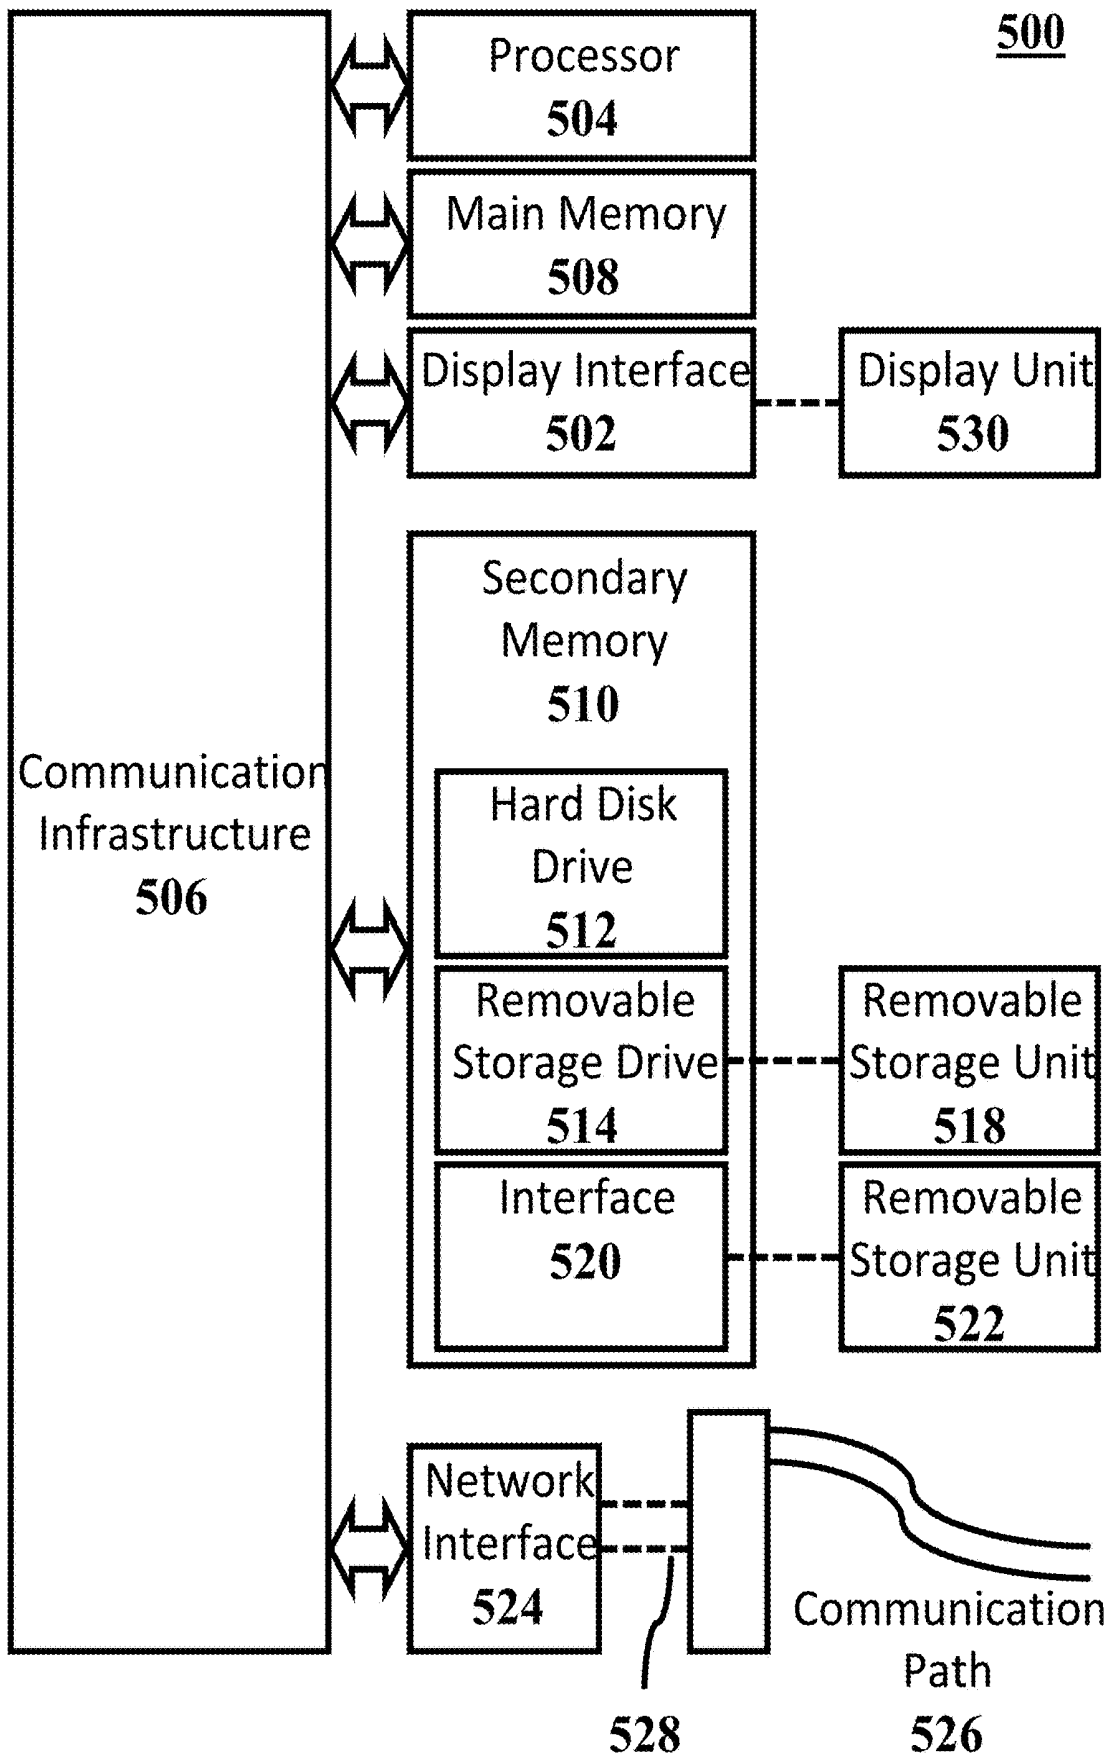 500
Processor
504
Main Memory
508
Display Interface
502
Display Unit
530
Secondary
Memory
510
Communication
Infrastructure
506
Hard Disk
Drive
512
Removable
Storage Drive
514
Removable
Storage Unit
518
Interface
520
Removable
Storage Unit
522
Network
Interface
524
528
Communication
Path
526